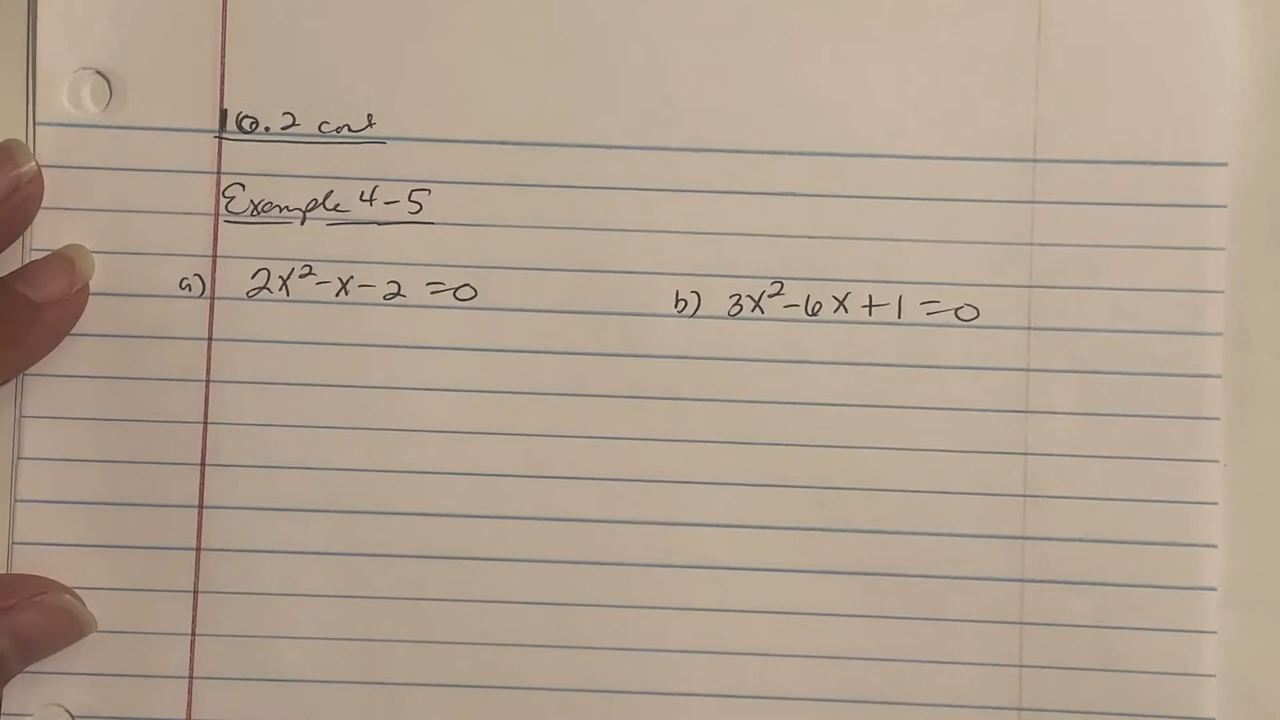 10.2 cont
Example 4-5
a) 2x²-x-2=0
b) 3x²-6x+1=0